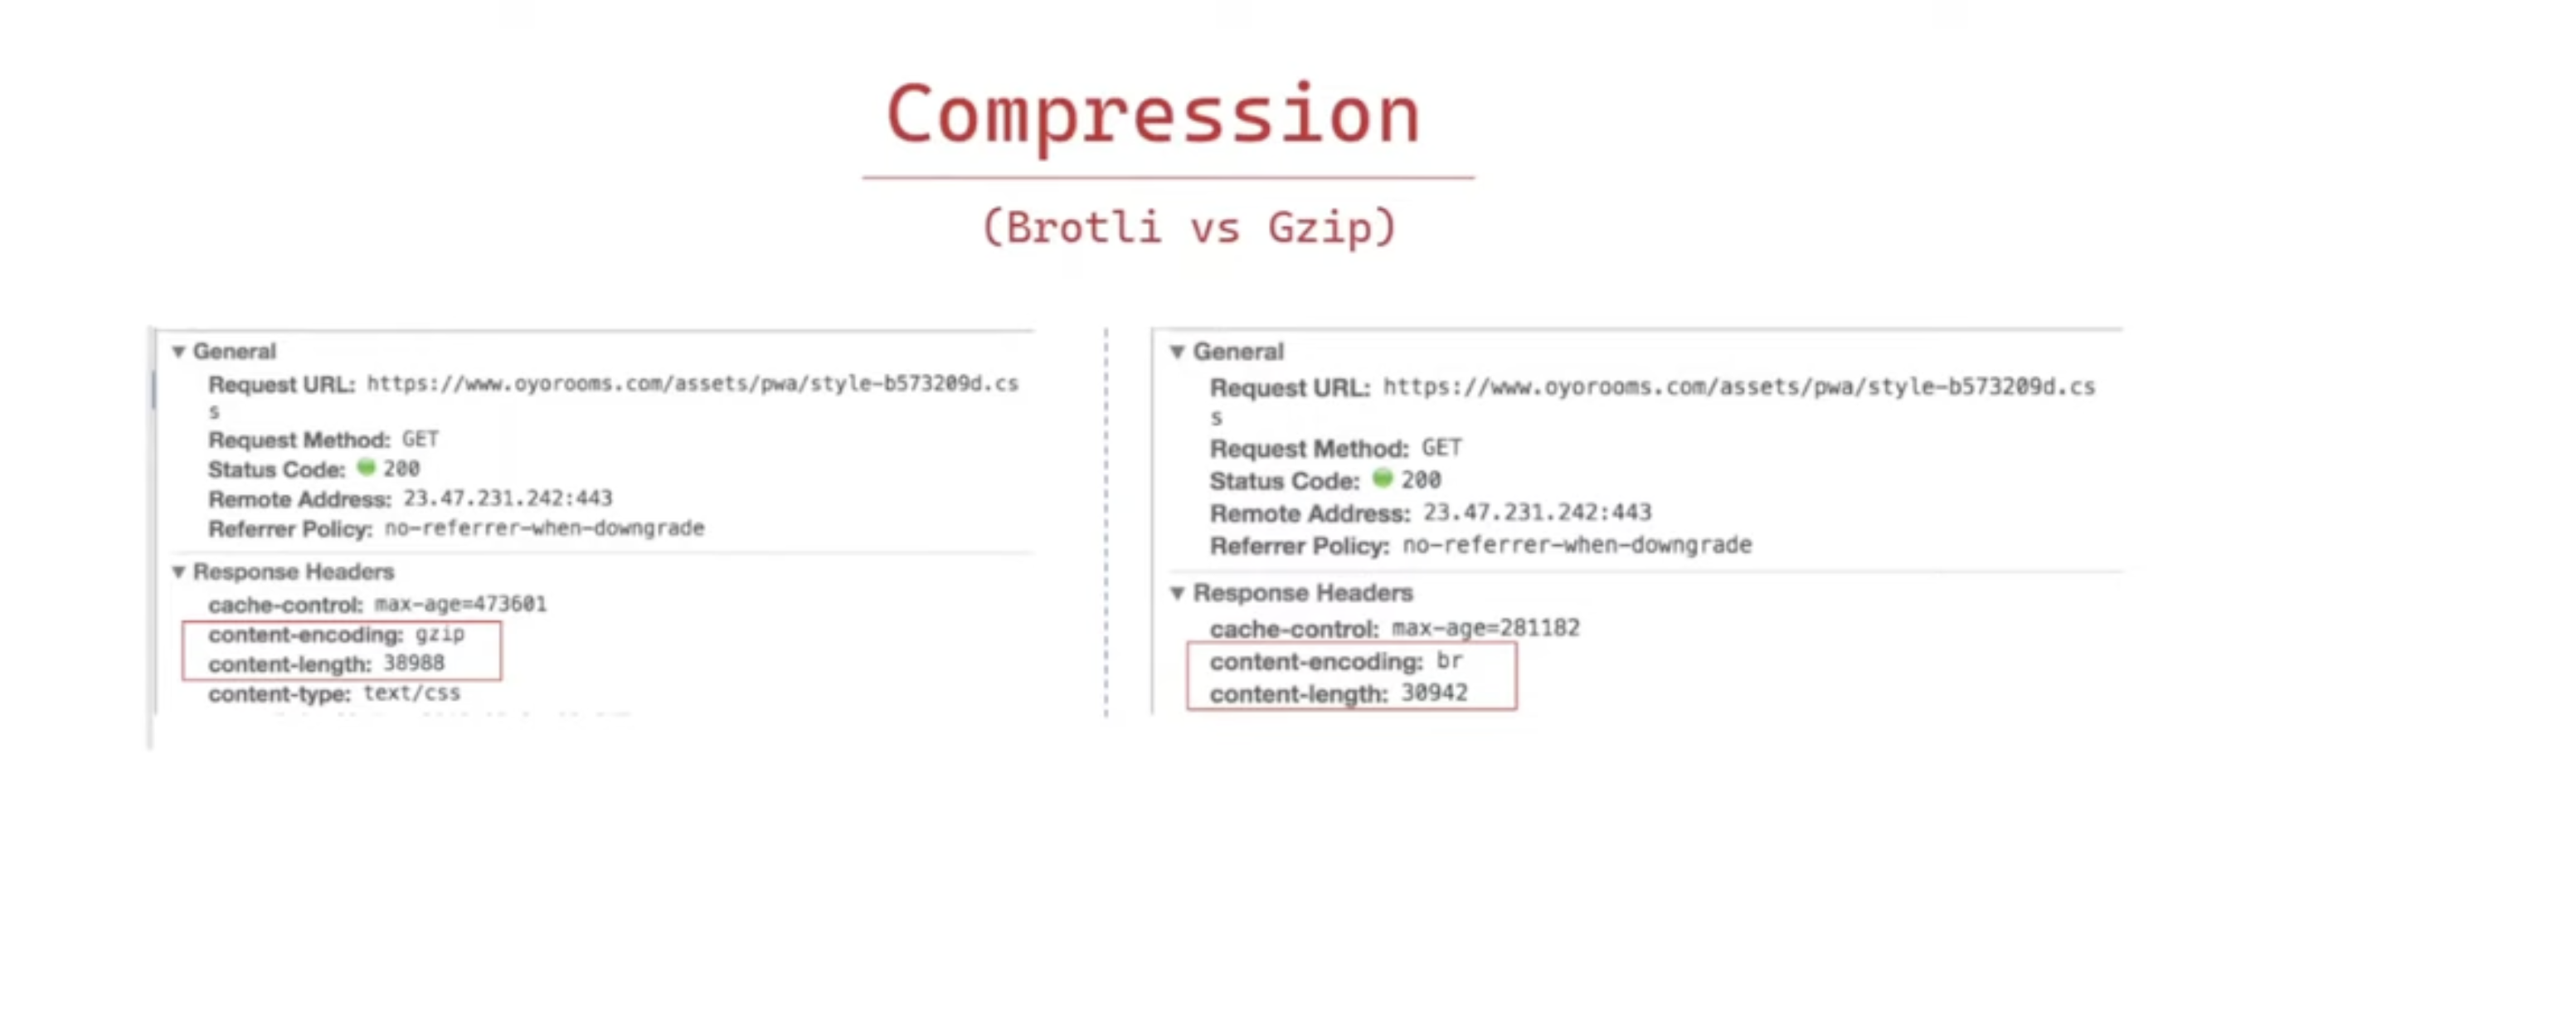 Compression
(Brotli vs Gzip)
▼ General
Request URL: https://www.oyorooms.com/assets/pwa/style-b573209d.cs
s
Request Method: GET
Status Code: 200
Remote Address: 23.47.231.242:443
Referrer Policy: no-referrer-when-downgrade
▼ Response Headers
cache-control: max-age=473601
content-encoding: gzip
content-length: 38988
content-type: text/css
▼ General
Request URL: https://www.oyorooms.com/assets/pwa/style-b573209d.cs
s
Request Method: GET
Status Code: 200
Remote Address: 23.47.231.242:443
Referrer Policy: no-referrer-when-downgrade
▼ Response Headers
cache-control: max-age=281182
content-encoding: br
content-length: 30942